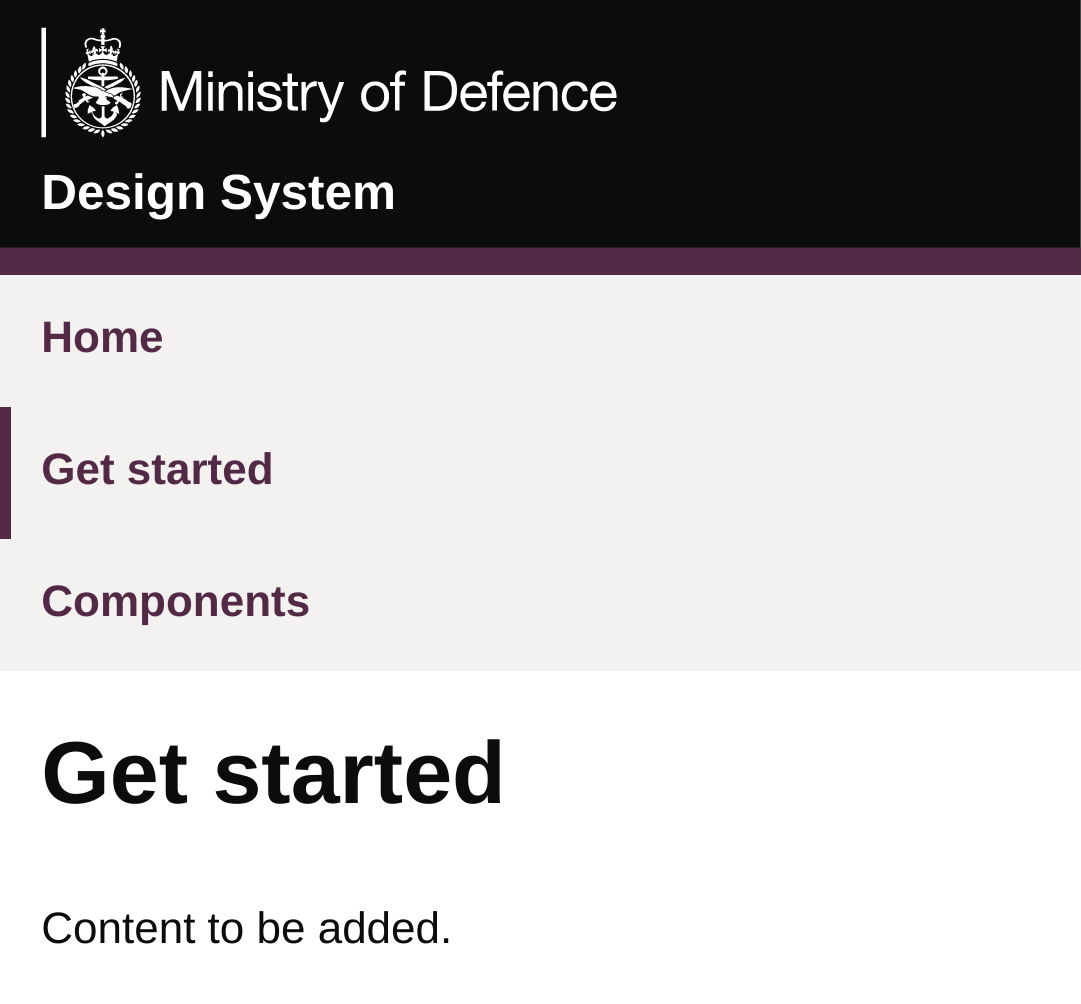 Ministry of Defence
Design System
Home
Get started
Components
Get started
Content to be added.